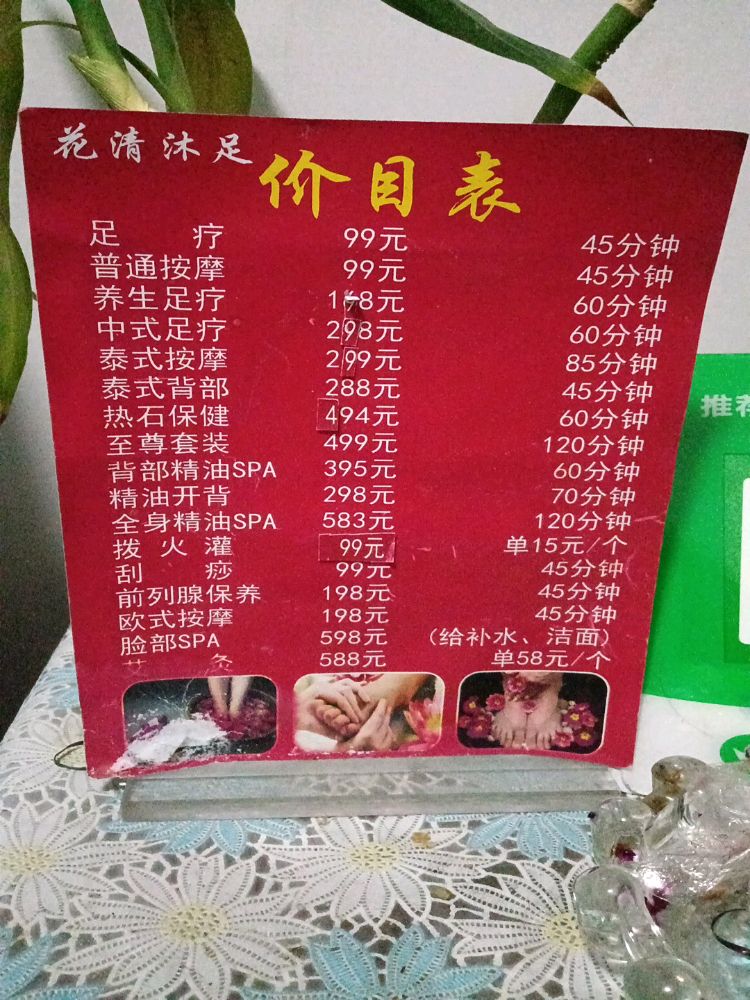 花清沐足
价目表
足 疗 99元 45分钟
普通按摩 99元 45分钟
养生足疗 168元 60分钟
中式足疗 298元 60分钟
泰式按摩 299元 85分钟
泰式背部 288元 45分钟
热石保健 494元 60分钟
至尊套装 499元 120分钟
背部精油SPA 395元 60分钟
精油开背 298元 70分钟
全身精油SPA 583元 120分钟
拨 火 灌 99元 单15元/个
刮 痧 99元 45分钟
前列腺保养 198元 45分钟
欧式按摩 198元 45分钟
脸部SPA 598元 (给补水、洁面)
灸 588元 单58元/个
推荐